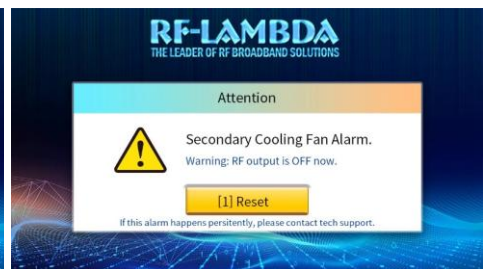 RF-LAMBDA
THE LEADER OF RF BROADBAND SOLUTIONS
Attention
Secondary Cooling Fan Alarm.
Warning: RF output is OFF now.
[1] Reset
If this alarm happens persitently, please contact tech support.